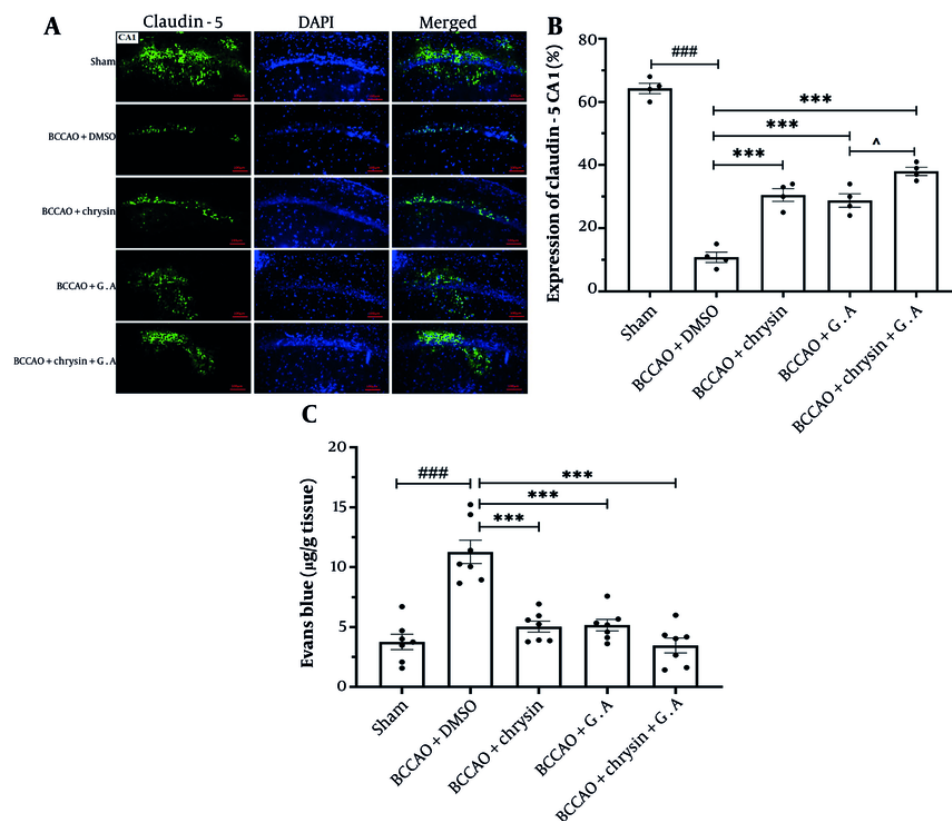 A
Claudin - 5
DAPI
Merged
CA1
Sham
BCCAO + DMSO
BCCAO + chrysin
BCCAO + G . A
BCCAO + chrysin + G . A
B
Expression of claudin - 5 CA1 (%)
80
60
40
20
0
###
***
***
***
^
Sham
BCCAO + DMSO
BCCAO + chrysin
BCCAO + G . A
BCCAO + chrysin + G . A
C
Evans blue (µg/g tissue)
20
15
10
5
0
###
***
***
***
Sham
BCCAO + DMSO
BCCAO + chrysin
BCCAO + G . A
BCCAO + chrysin + G . A